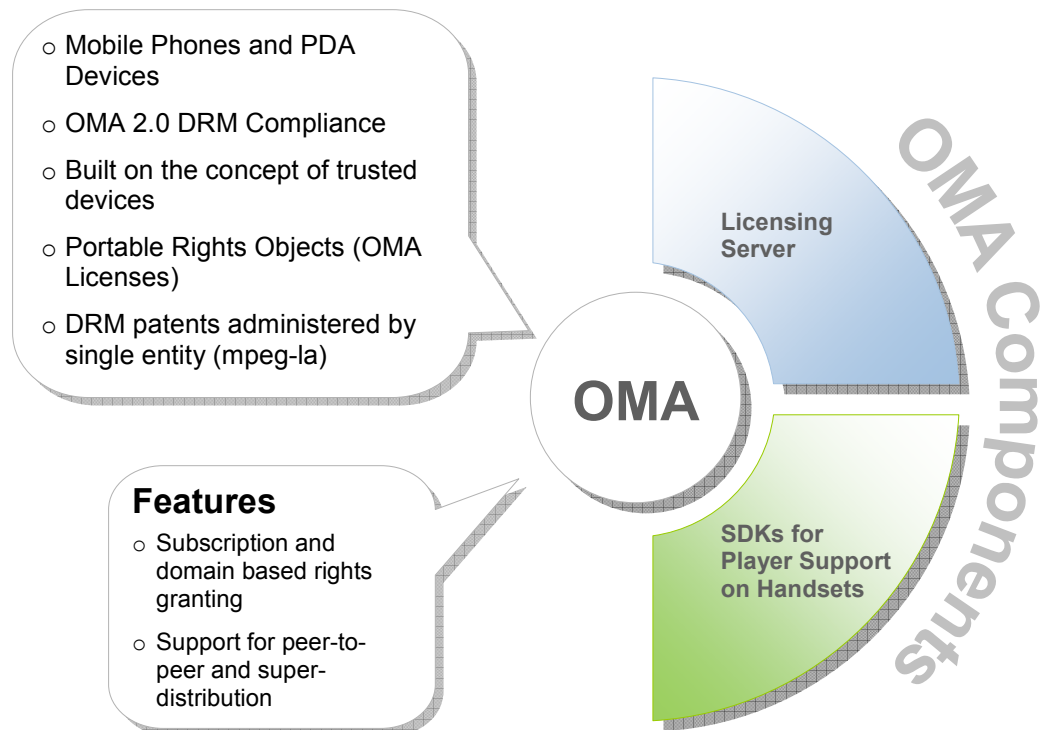 ○ Mobile Phones and PDA
Devices
○ OMA 2.0 DRM Compliance
○ Built on the concept of trusted
devices
○ Portable Rights Objects (OMA
Licenses)
○ DRM patents administered by
single entity (mpeg-la)
Features
○ Subscription and
domain based rights
granting
○ Support for peer-to-
peer and super-
distribution
OMA
Licensing
Server
SDKs for
Player Support
on Handsets
OMA Components